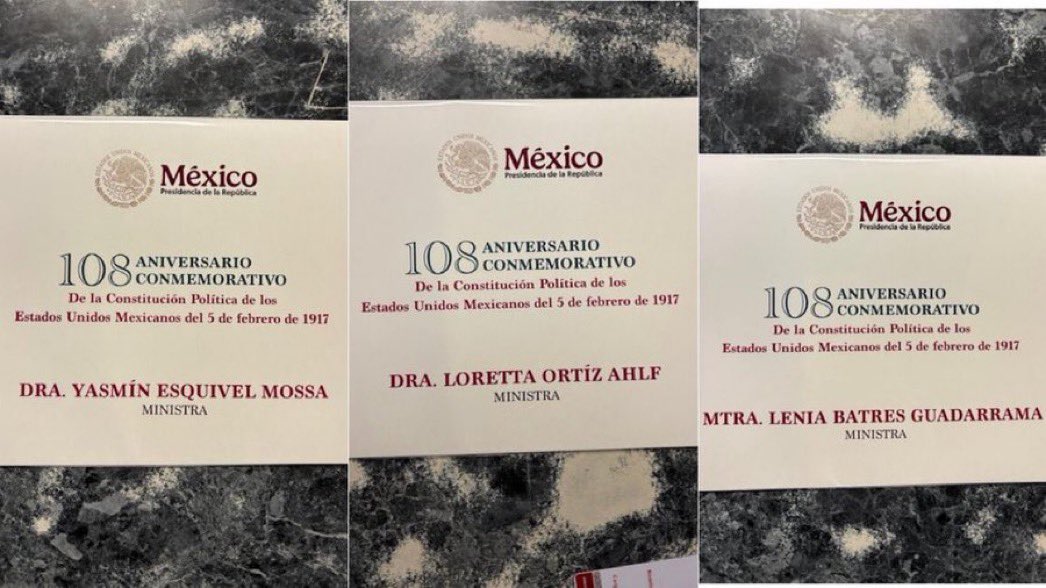 México
Presidencia de la República
108 ANIVERSARIO
CONMEMORATIVO
De la Constitución Política de los
Estados Unidos Mexicanos del 5 de febrero de 1917
DRA. YASMÍN ESQUIVEL MOSSA
MINISTRA
México
Presidencia de la República
108 ANIVERSARIO
CONMEMORATIVO
De la Constitución Política de los
Estados Unidos Mexicanos del 5 de febrero de 1917
DRA. LORETTA ORTÍZ AHLF
MINISTRA
México
Presidencia de la República
108 ANIVERSARIO
CONMEMORATIVO
De la Constitución Política de los
Estados Unidos Mexicanos del 5 de febrero de 1917
MTRA. LENIA BATRES GUADARRAMA
MINISTRA